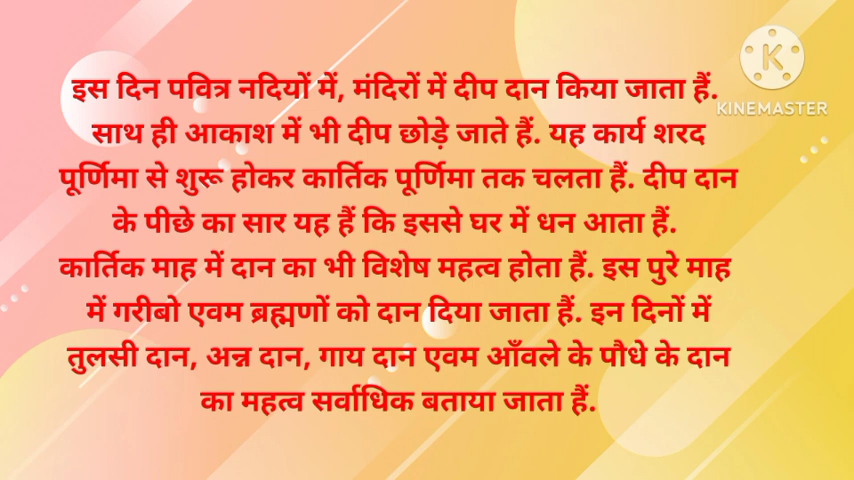 इस दिन पवित्र नदियों में, मंदिरों में दीप दान किया जाता हैं.
साथ ही आकाश में भी दीप छोड़े जाते हैं. यह कार्य शरद
पूर्णिमा से शुरू होकर कार्तिक पूर्णिमा तक चलता हैं. दीप दान
के पीछे का सार यह हैं कि इससे घर में धन आता हैं.
कार्तिक माह में दान का भी विशेष महत्व होता हैं. इस पुरे माह
में गरीबो एवम ब्रह्मणों को दान दिया जाता हैं. इन दिनों में
तुलसी दान, अन्न दान, गाय दान एवम आँवले के पौधे के दान
का महत्व सर्वाधिक बताया जाता हैं.
K
KINEMASTER